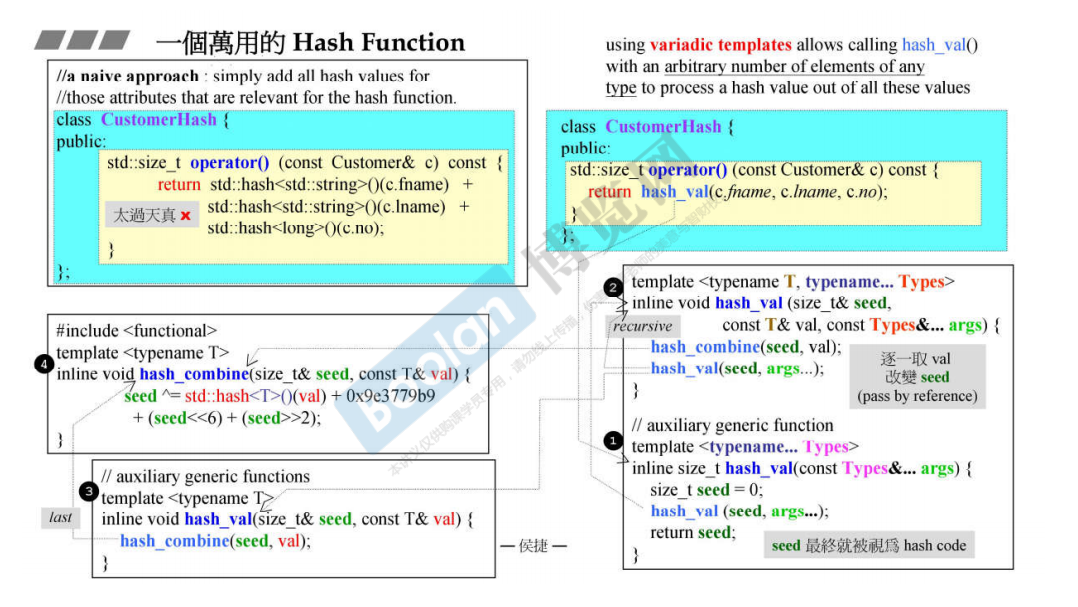 一個萬用的 Hash Function
//a naive approach : simply add all hash values for
//those attributes that are relevant for the hash function.
class CustomerHash {
public:
std::size_t operator() (const Customer& c) const {
return std::hash<std::string>()(c.fname) +
太過天真 x std::hash<std::string>()(c.lname) +
std::hash<long>()(c.no);
}
};
using variadic templates allows calling hash_val()
with an arbitrary number of elements of any
type to process a hash value out of all these values
class CustomerHash {
public:
std::size_t operator() (const Customer& c) const {
return hash_val(c.fname, c.lname, c.no);
}
};
4
#include <functional>
template <typename T>
inline void hash_combine(size_t& seed, const T& val) {
seed ^= std::hash<T>()(val) + 0x9e3779b9
+ (seed<<6) + (seed>>2);
}
3
// auxiliary generic functions
template <typename T>
inline void hash_val(size_t& seed, const T& val) {
hash_combine(seed, val);
}
last
2
template <typename T, typename... Types>
inline void hash_val (size_t& seed,
recursive
const T& val, const Types&... args) {
hash_combine(seed, val);
hash_val(seed, args...);
}
逐一取 val
改變 seed
(pass by reference)
1
// auxiliary generic function
template <typename... Types>
inline size_t hash_val(const Types&... args) {
size_t seed = 0;
hash_val (seed, args...);
return seed;
}
seed 最終就被視爲 hash code
— 侯捷 —
boolan 博览网